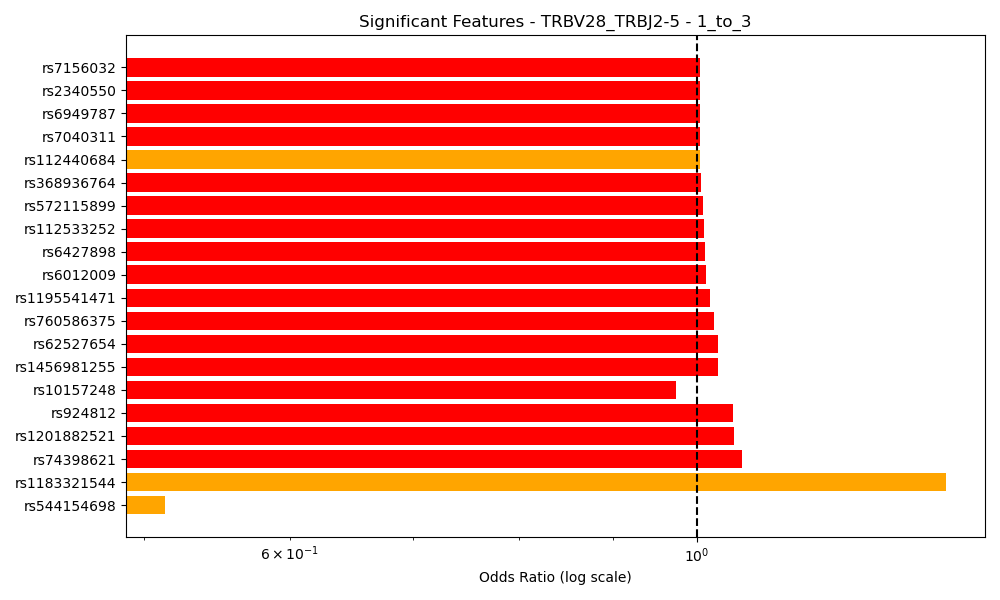 Significant Features - TRBV28_TRBJ2-5 - 1_to_3
rs7156032
rs2340550
rs6949787
rs7040311
rs112440684
rs368936764
rs572115899
rs112533252
rs6427898
rs6012009
rs1195541471
rs760586375
rs62527654
rs1456981255
rs10157248
rs924812
rs1201882521
rs74398621
rs1183321544
rs544154698
6 × 10⁻¹ 10⁰
Odds Ratio (log scale)